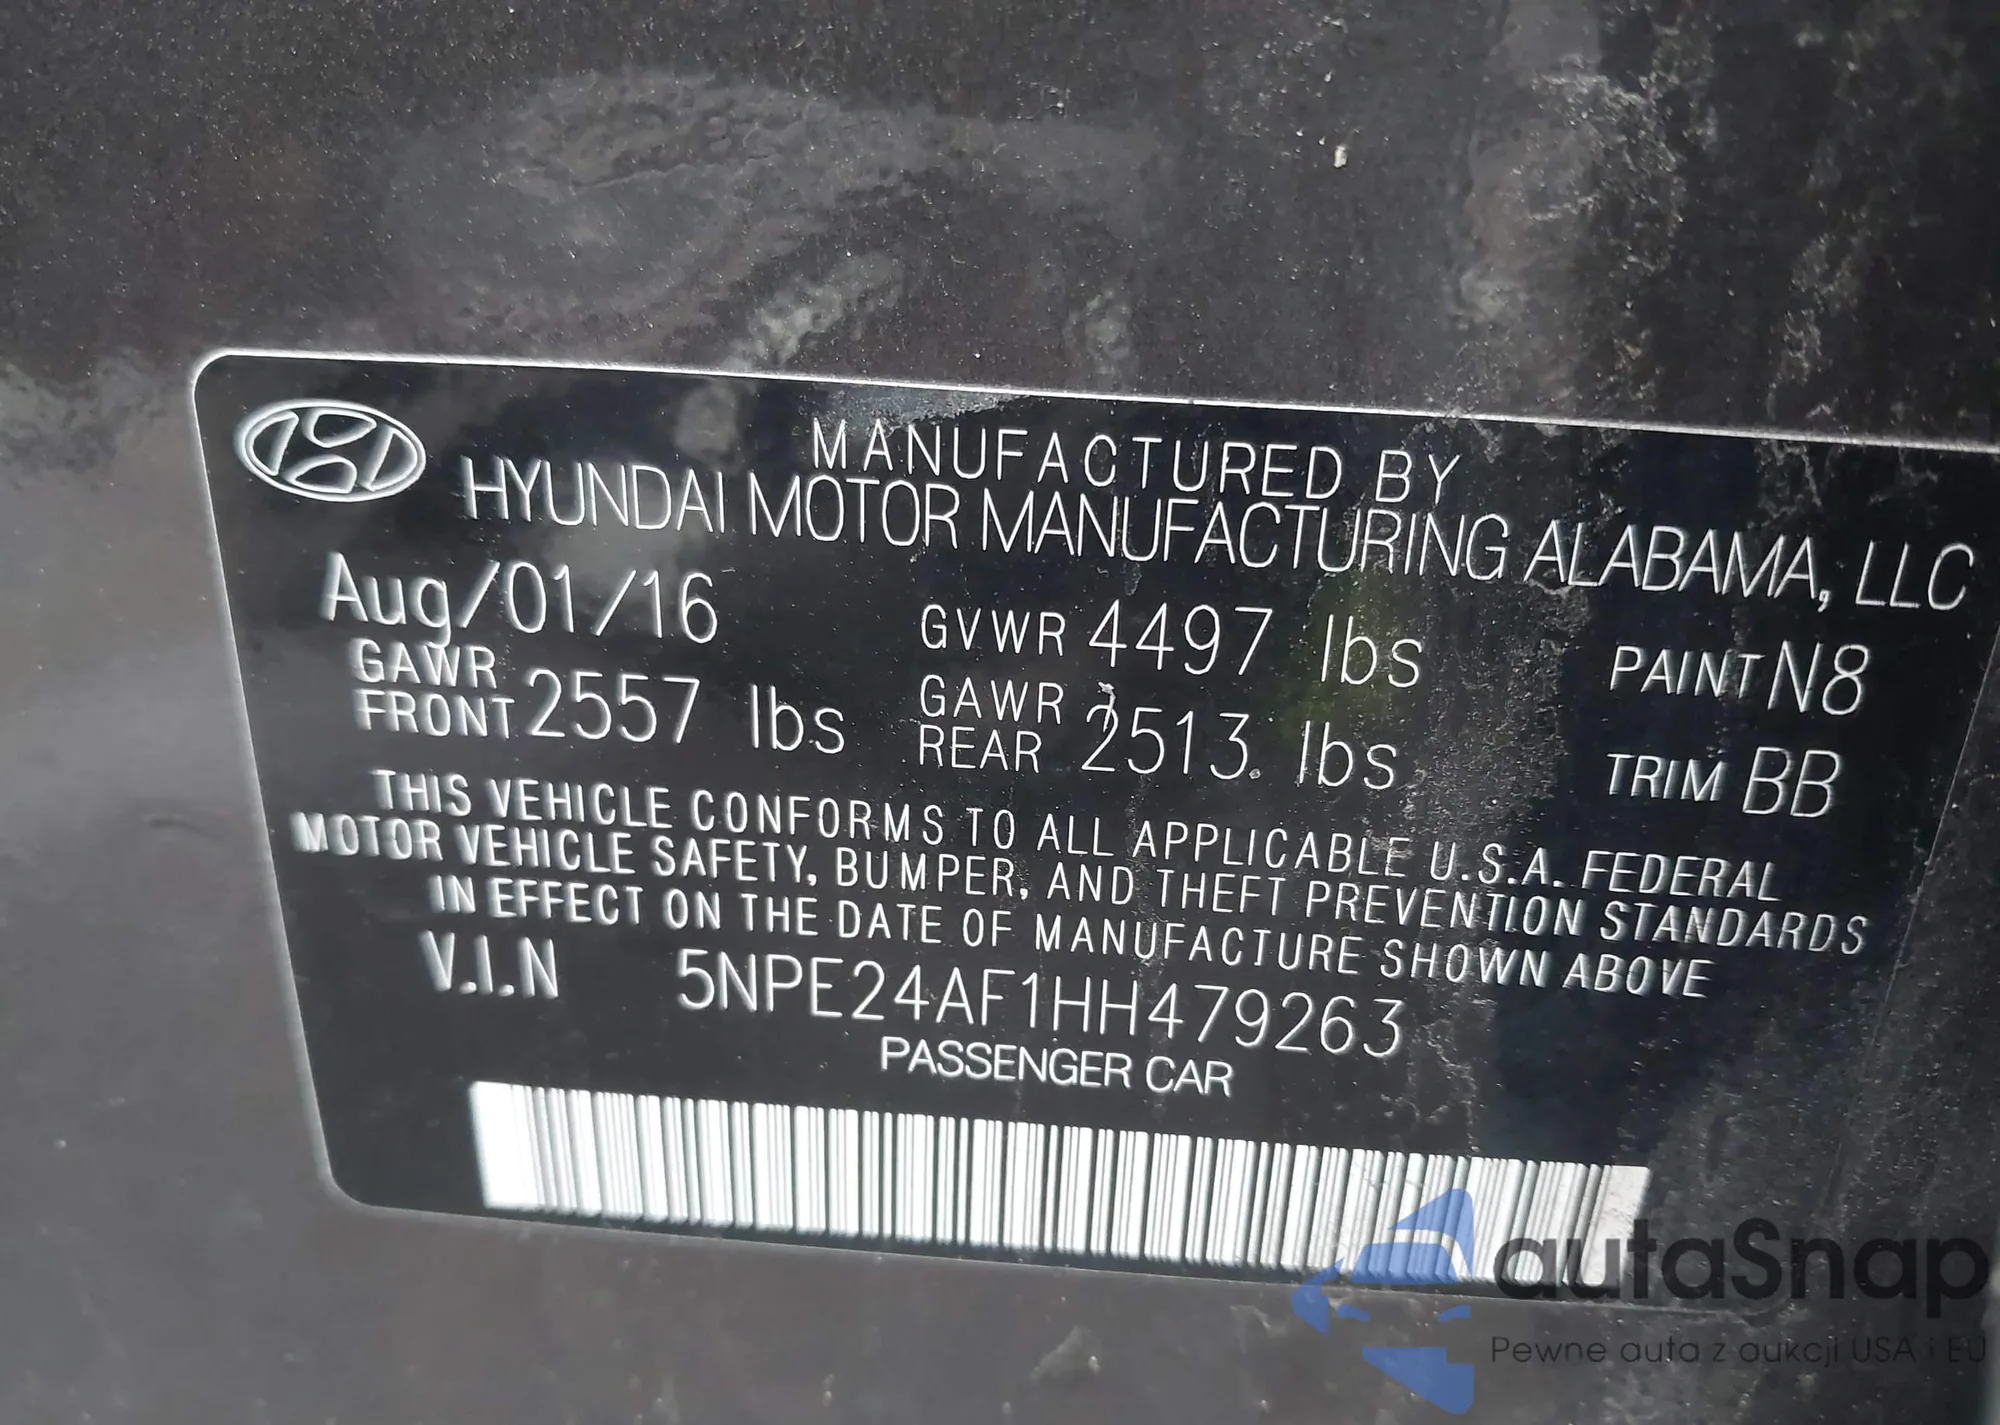 MANUFACTURED BY
HYUNDAI MOTOR MANUFACTURING ALABAMA, LLC
Aug/01/16 GVWR 4497 lbs PAINT N8
GAWR FRONT 2557 lbs GAWR REAR 2513 lbs TRIM BB
THIS VEHICLE CONFORMS TO ALL APPLICABLE U.S.A. FEDERAL
MOTOR VEHICLE SAFETY, BUMPER, AND THEFT PREVENTION STANDARDS
IN EFFECT ON THE DATE OF MANUFACTURE SHOWN ABOVE
V.I.N 5NPE24AF1HH479263
PASSENGER CAR
autaSnap
Pewne auta z aukcji USA i EU